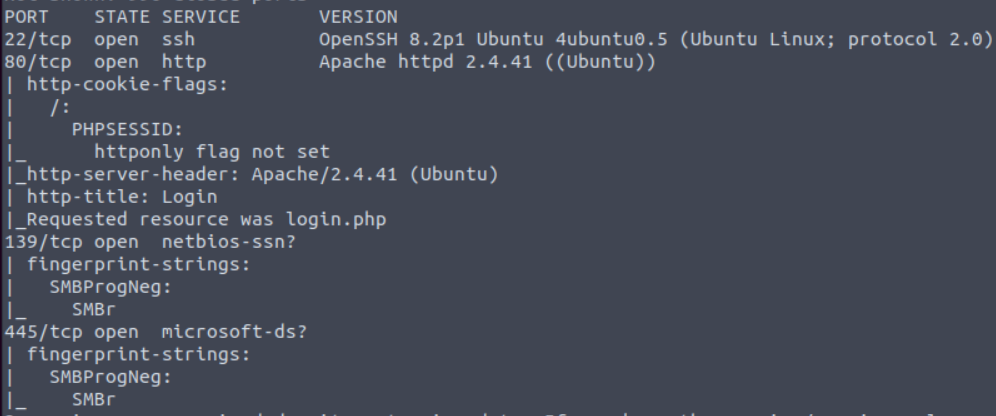 PORT    STATE SERVICE       VERSION
22/tcp  open  ssh           OpenSSH 8.2p1 Ubuntu 4ubuntu0.5 (Ubuntu Linux; protocol 2.0)
80/tcp  open  http          Apache httpd 2.4.41 ((Ubuntu))
| http-cookie-flags:
|   /:
|     PHPSESSID:
|_      httponly flag not set
|_http-server-header: Apache/2.4.41 (Ubuntu)
| http-title: Login
|_Requested resource was login.php
139/tcp open  netbios-ssn?
| fingerprint-strings:
|   SMBProgNeg:
|_    SMBr
445/tcp open  microsoft-ds?
| fingerprint-strings:
|   SMBProgNeg:
|_    SMBr